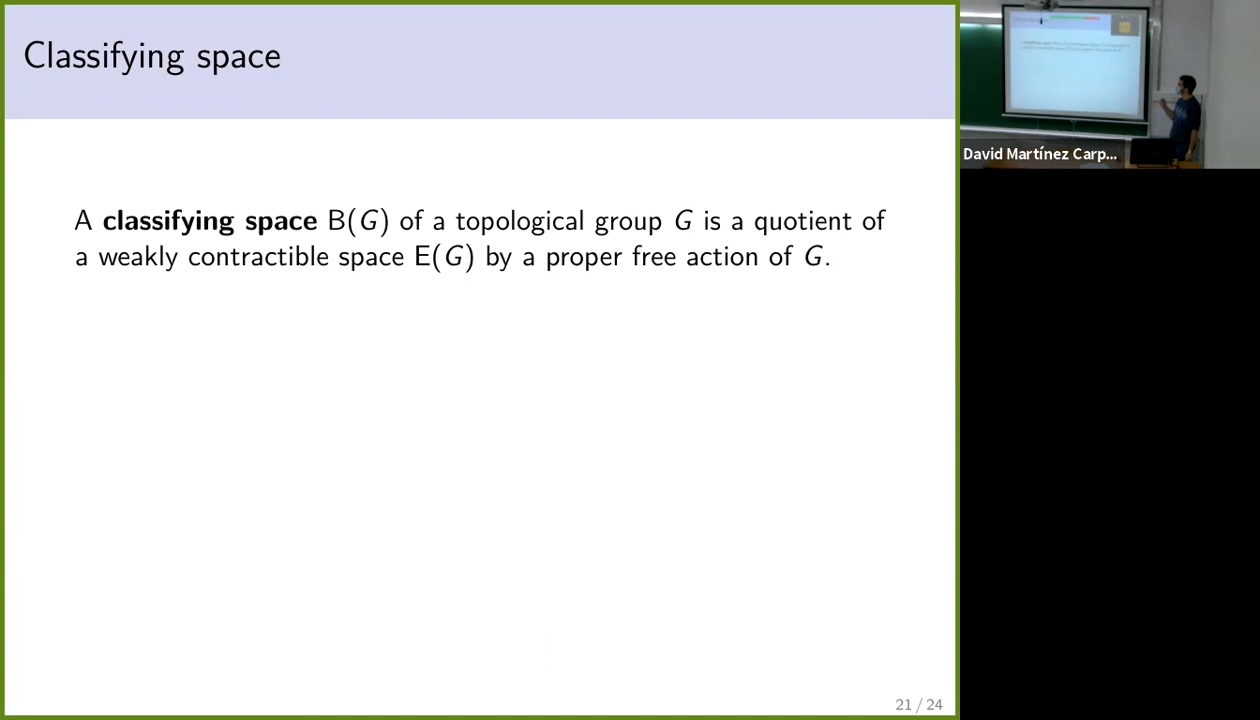 Classifying space
A classifying space B(G) of a topological group G is a quotient of
a weakly contractible space E(G) by a proper free action of G.
21 / 24
David Martínez Carp...